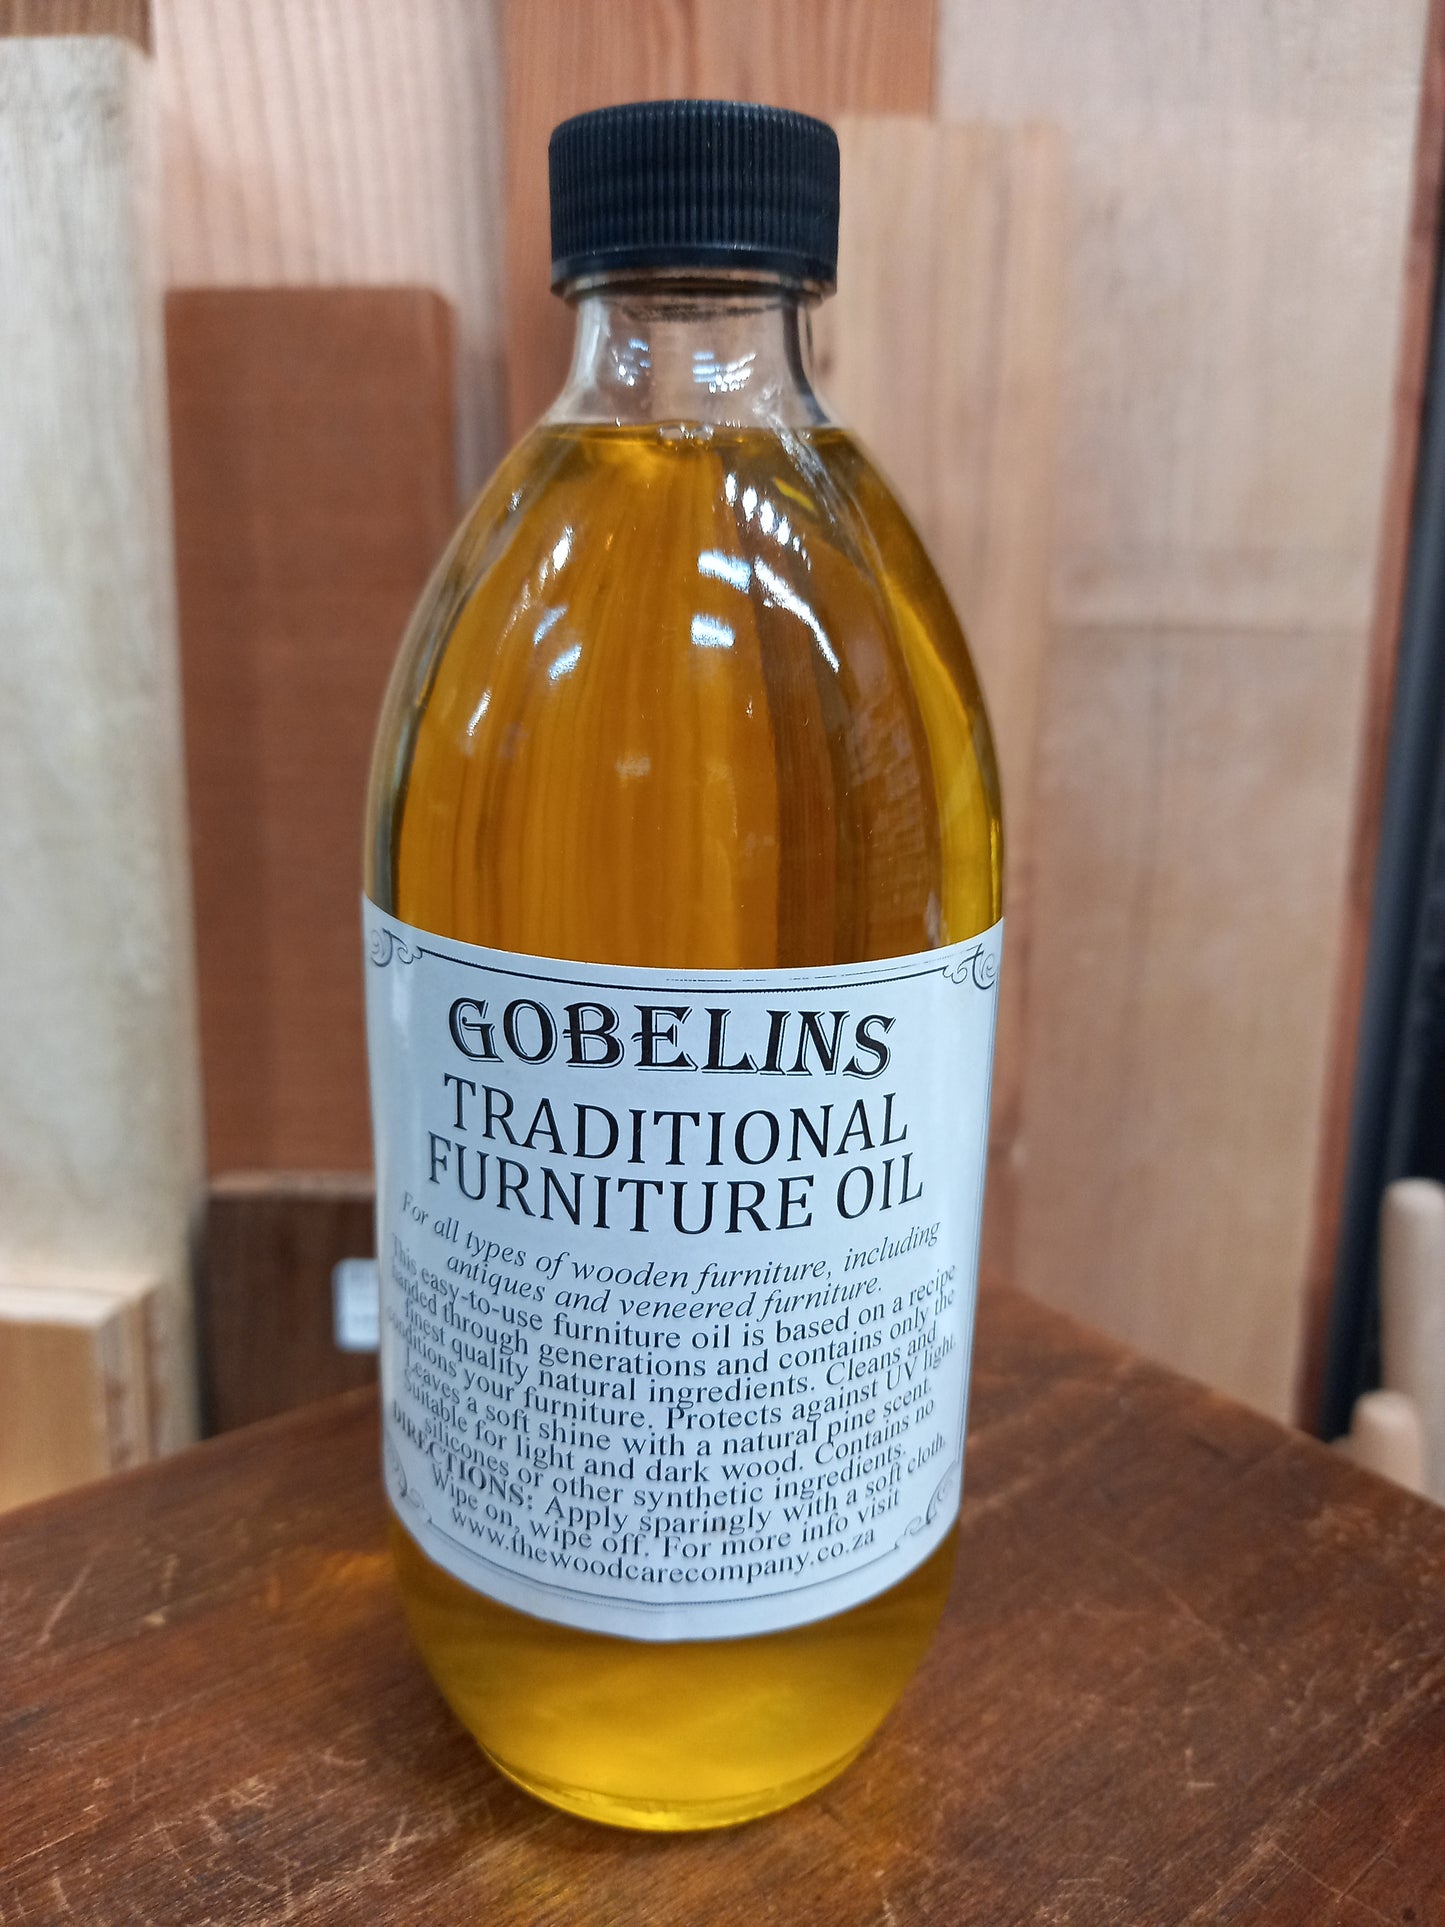 GOBELINS
TRADITIONAL
FURNITURE OIL
For all types of wooden furniture, including
antiques and veneered furniture.
This easy-to-use furniture oil is based on a recipe
handed through generations and contains only the
finest quality natural ingredients. Cleans and
conditions your furniture. Protects against UV light.
Leaves a soft shine with a natural pine scent.
Suitable for light and dark wood. Contains no
silicones or other synthetic ingredients.
DIRECTIONS: Apply sparingly with a soft cloth.
Wipe on, wipe off. For more info visit
www.thewoodcarecompany.co.za